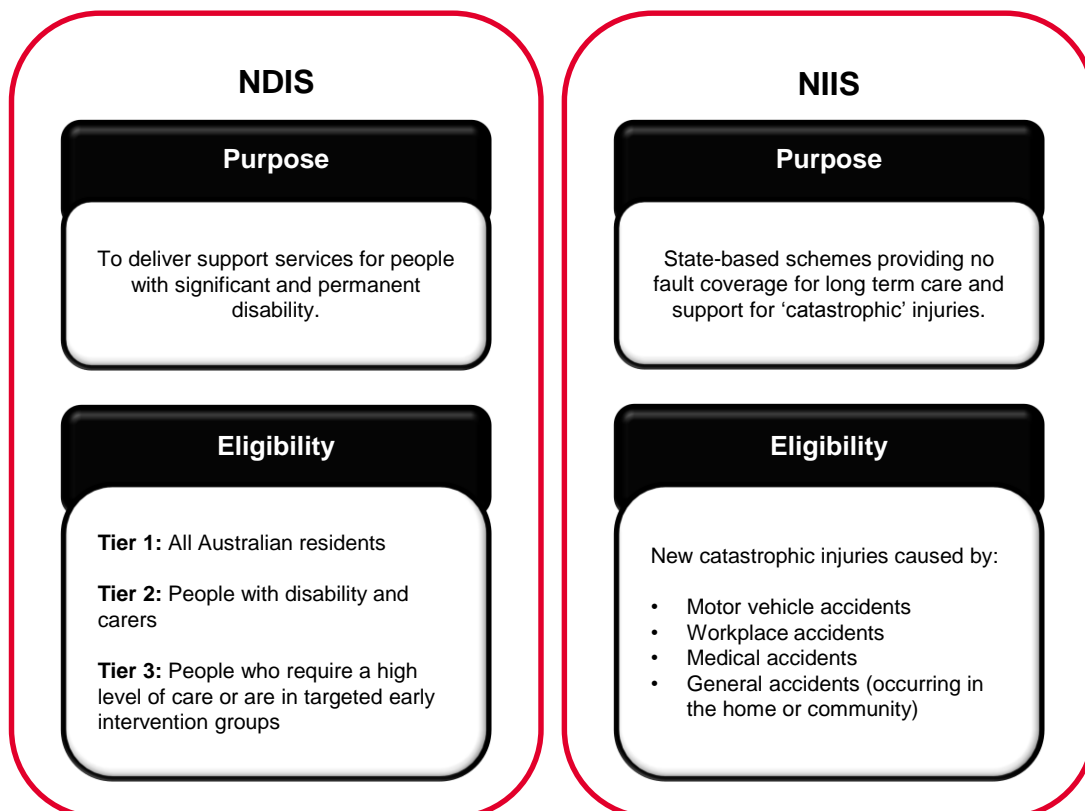 NDIS
Purpose
To deliver support services for people
with significant and permanent
disability.
Eligibility
Tier 1: All Australian residents
Tier 2: People with disability and
carers
Tier 3: People who require a high
level of care or are in targeted early
intervention groups
NIIS
Purpose
State-based schemes providing no
fault coverage for long term care and
support for ‘catastrophic’ injuries.
Eligibility
New catastrophic injuries caused by:
• Motor vehicle accidents
• Workplace accidents
• Medical accidents
• General accidents (occurring in
the home or community)